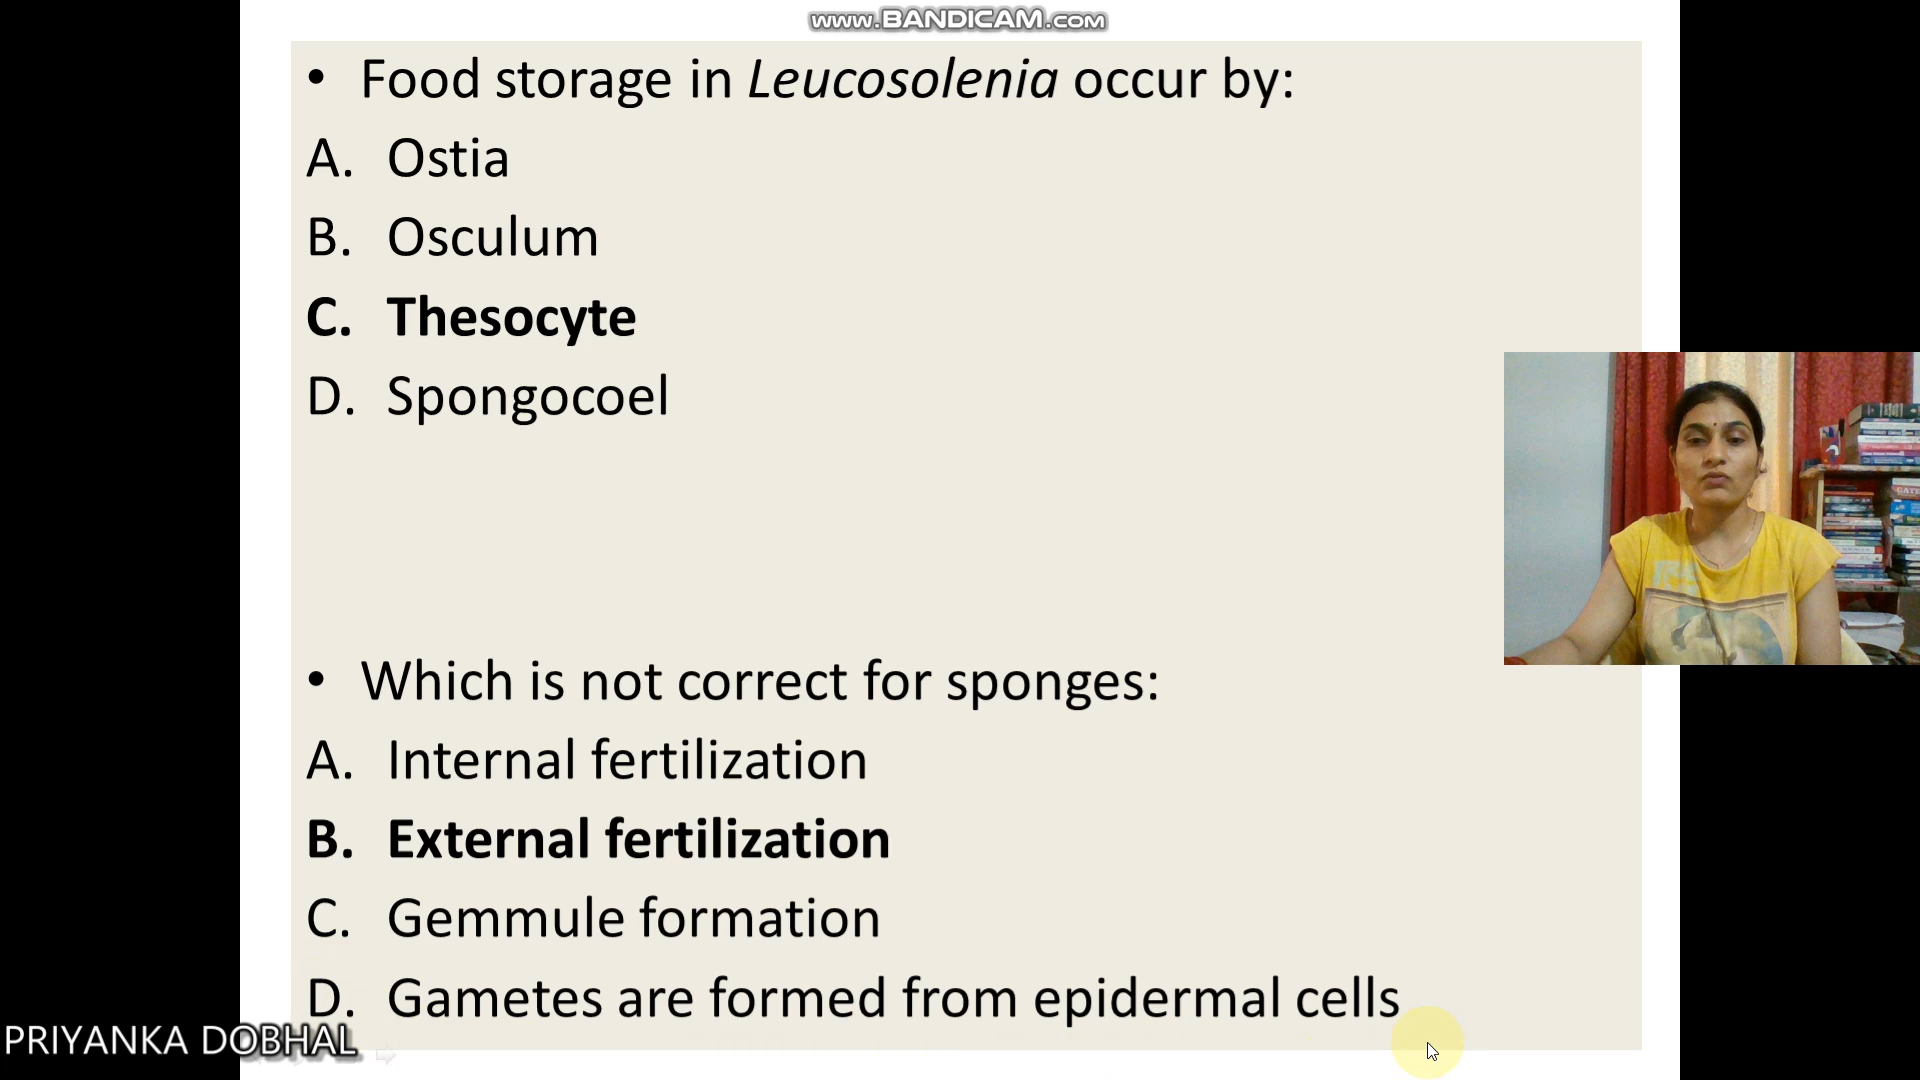 www.BANDICAM.com
• Food storage in Leucosolenia occur by:
A. Ostia
B. Osculum
C. Thesocyte
D. Spongocoel
• Which is not correct for sponges:
A. Internal fertilization
B. External fertilization
C. Gemmule formation
D. Gametes are formed from epidermal cells
PRIYANKA DOBHAL
GATE